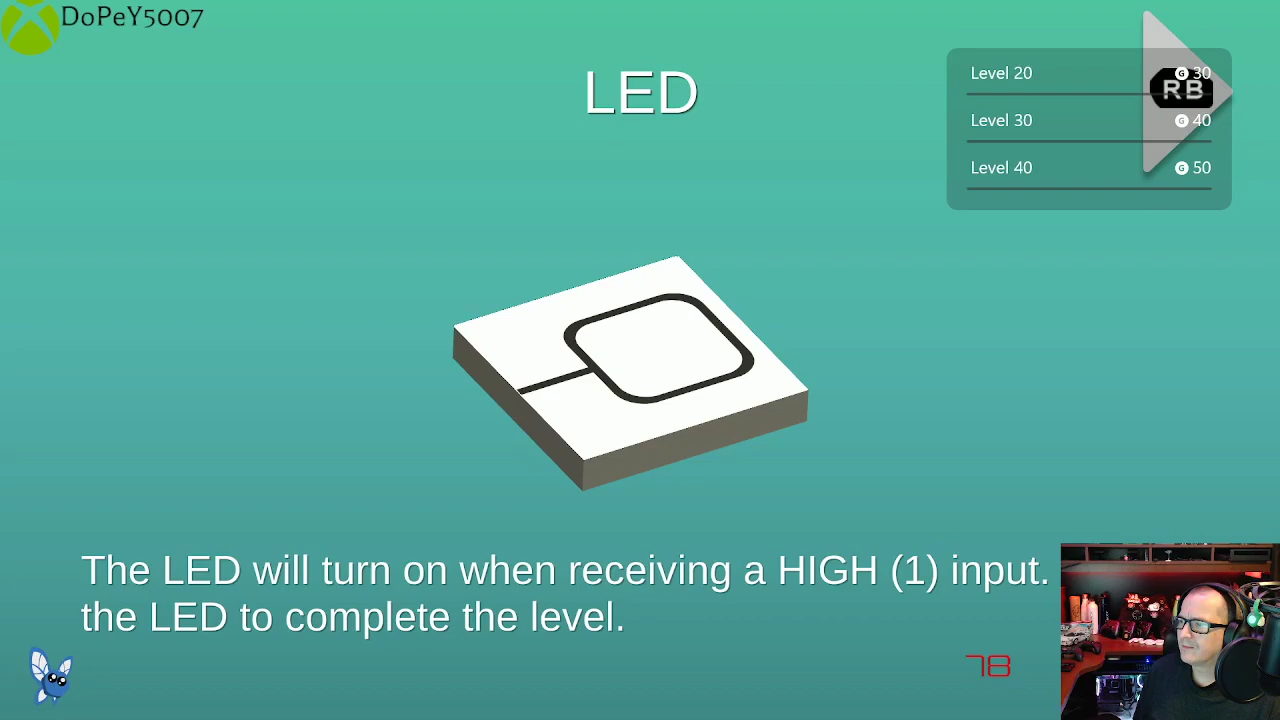 DoPeY5007
LED
Level 20 G 30
RB
Level 30 G 40
Level 40 G 50
The LED will turn on when receiving a HIGH (1) input.
the LED to complete the level.
78